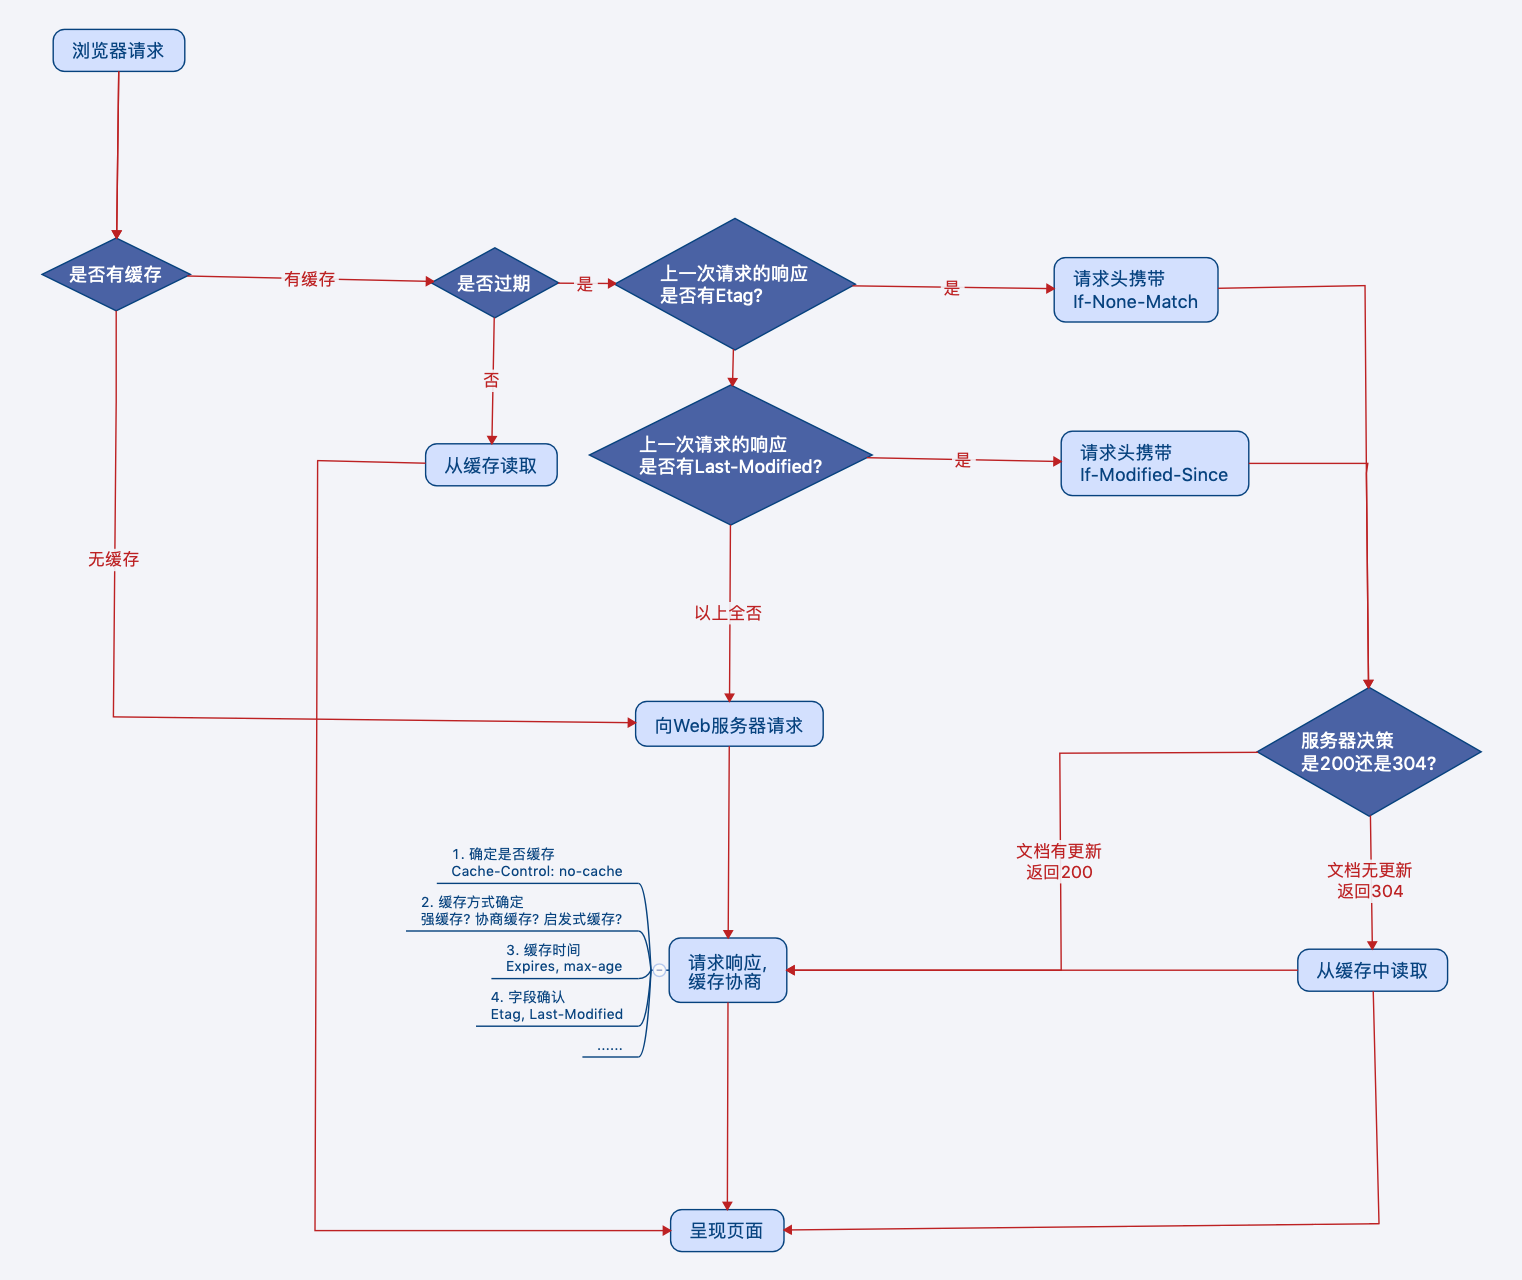 浏览器请求
是否有缓存
有缓存
是否过期
是
上一次请求的响应
是否有Etag?
是
请求头携带
If-None-Match
否
从缓存读取
上一次请求的响应
是否有Last-Modified?
是
请求头携带
If-Modified-Since
无缓存
以上全否
向Web服务器请求
服务器决策
是200还是304?
文档有更新
返回200
文档无更新
返回304
1. 确定是否缓存
Cache-Control: no-cache
2. 缓存方式确定
强缓存? 协商缓存? 启发式缓存?
3. 缓存时间
Expires, max-age
4. 字段确认
Etag, Last-Modified
......
请求响应,
缓存协商
从缓存中读取
呈现页面